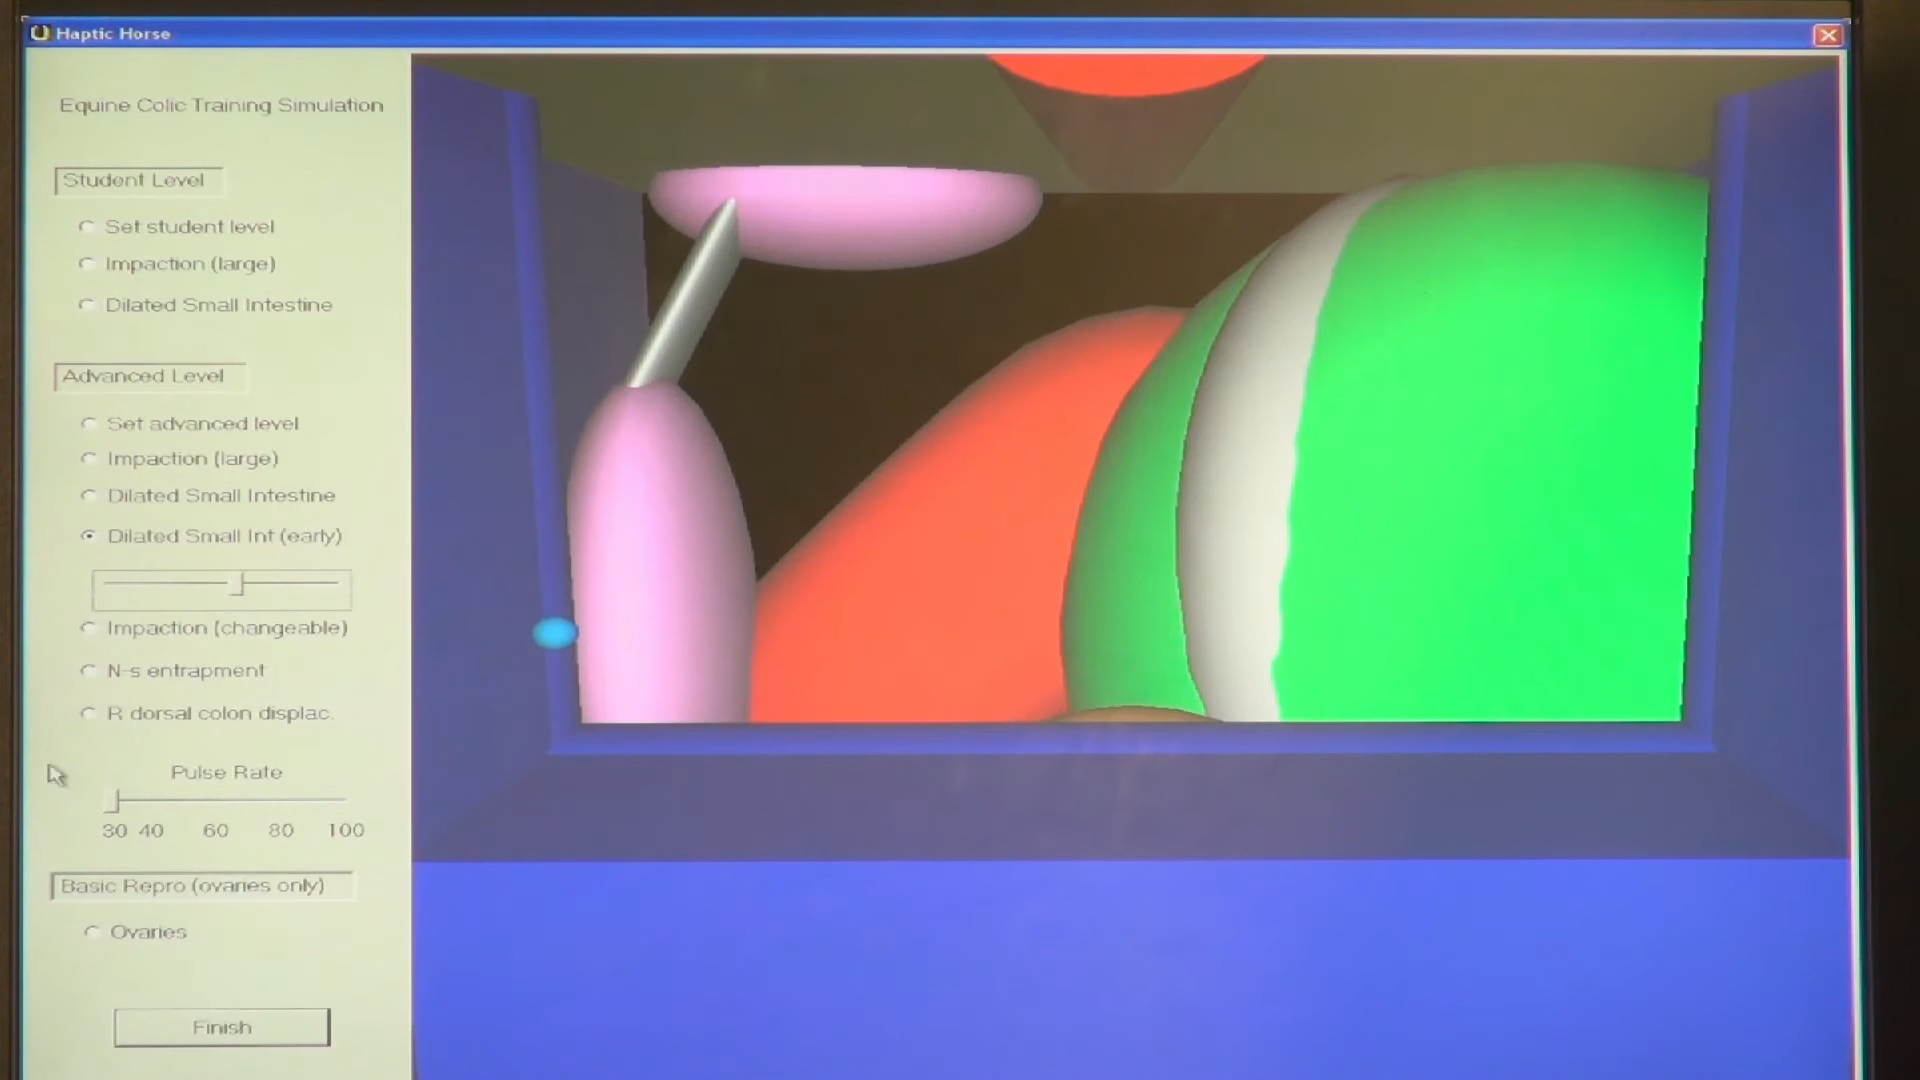 Haptic Horse
Equine Colic Training Simulation
Student Level
Set student level
Impaction (large)
Dilated Small Intestine
Advanced Level
Set advanced level
Impaction (large)
Dilated Small Intestine
Dilated Small Int (early)
Impaction (changeable)
N-s entrapment
R dorsal colon displac.
Pulse Rate
30 40 60 80 100
Basic Repro (ovaries only)
Ovaries
Finish